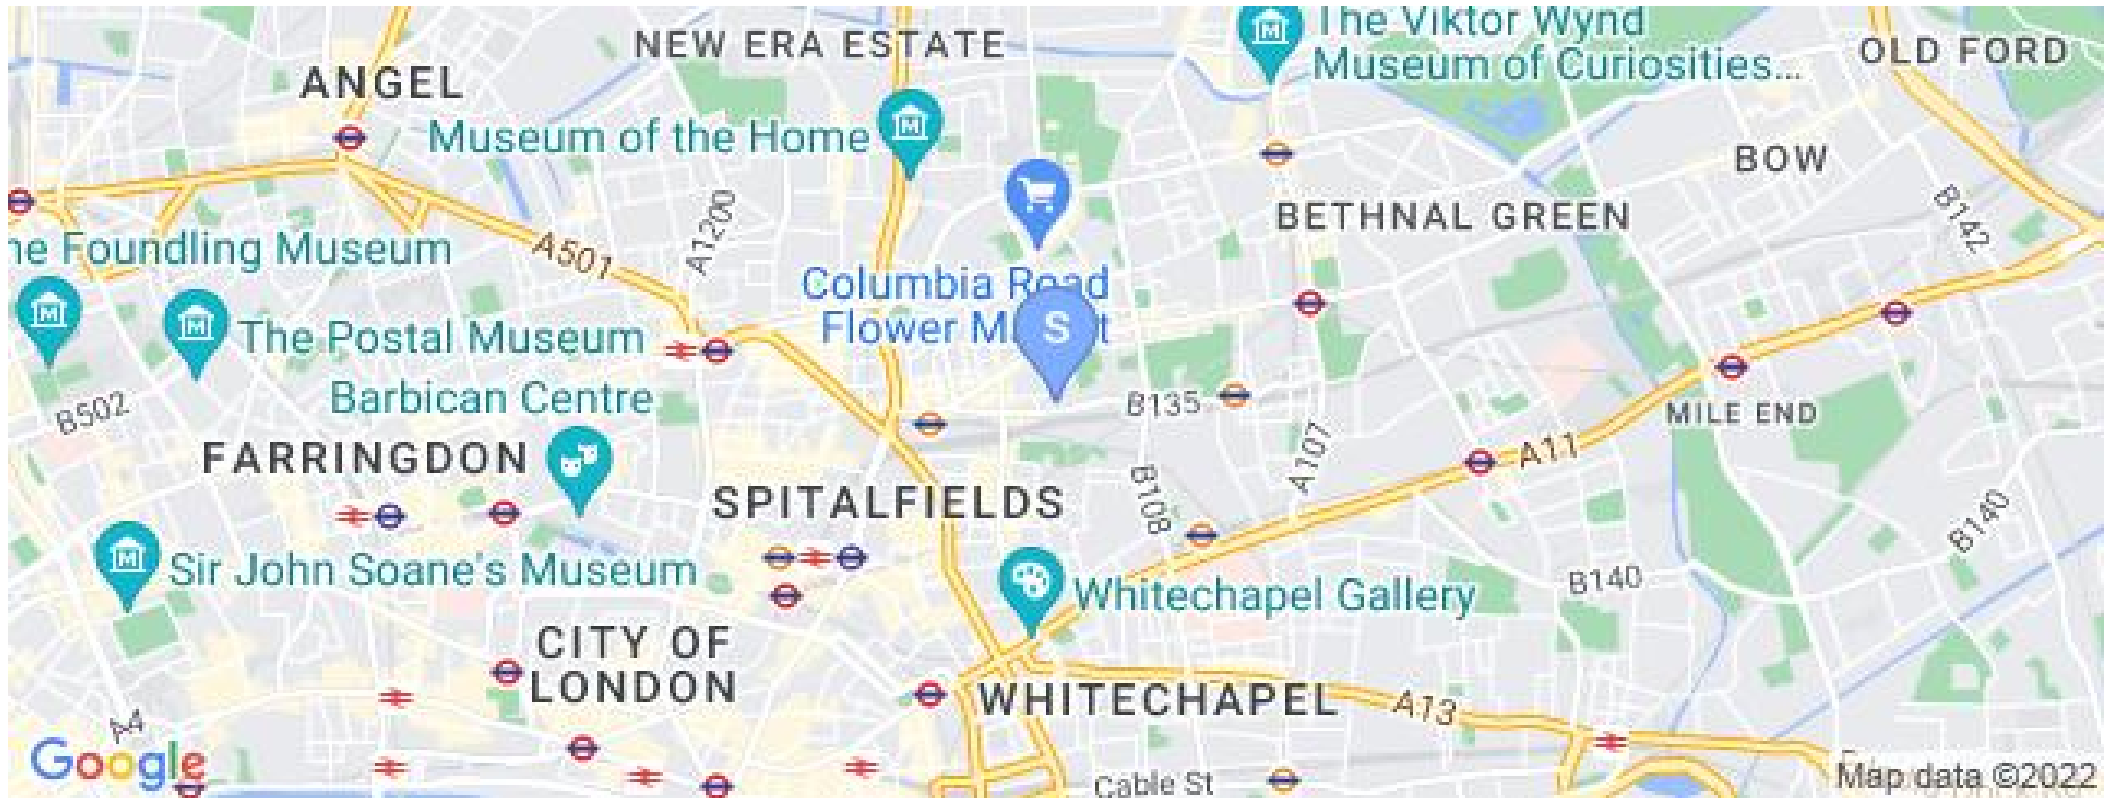 The Viktor Wynd
Museum of Curiosities...
NEW ERA ESTATE
OLD FORD
ANGEL
Museum of the Home
BOW
A1200
BETHNAL GREEN
B142
A501
ne Foundling Museum
Columbia Road
Flower M
S
t
The Postal Museum
Barbican Centre
B502
B135
MILE END
FARRINGDON
A107
A11
SPITALFIELDS
B108
B140
Sir John Soane's Museum
B140
Whitechapel Gallery
CITY OF
LONDON
WHITECHAPEL
A13
A4
Google
Cable St
Map data ©2022